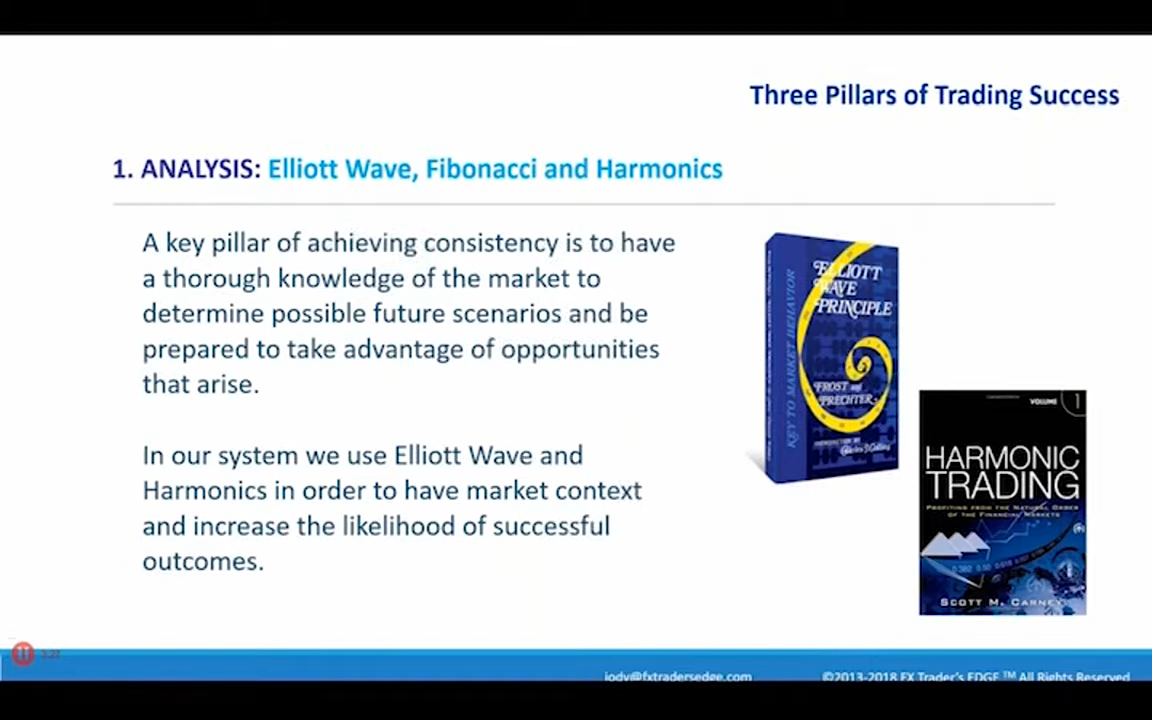 Three Pillars of Trading Success
1. ANALYSIS: Elliott Wave, Fibonacci and Harmonics
A key pillar of achieving consistency is to have
a thorough knowledge of the market to
determine possible future scenarios and be
prepared to take advantage of opportunities
that arise.
In our system we use Elliott Wave and
Harmonics in order to have market context
and increase the likelihood of successful
outcomes.
KEY TO MARKET BEHAVIOR
ELLIOTT
WAVE
PRINCIPLE
FROST and
PRECHTER
VOLUME 1
HARMONIC
TRADING
PROFITING FROM THE NATURAL ORDER
OF THE FINANCIAL MARKETS
SCOTT M. CARNEY
3:21
jody@fxtradersedge.com
©2013-2018 FX Trader's EDGE ™ All Rights Reserved